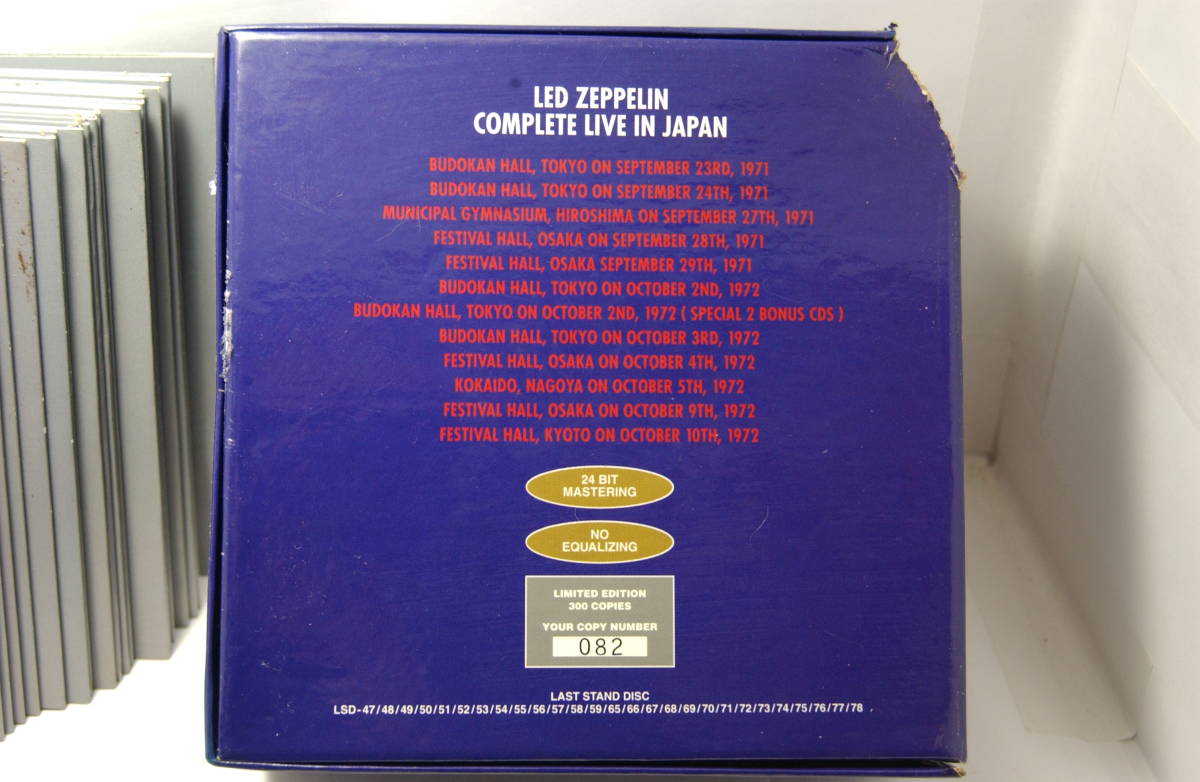 LED ZEPPELIN
COMPLETE LIVE IN JAPAN
BUDOKAN HALL, TOKYO ON SEPTEMBER 23RD, 1971
BUDOKAN HALL, TOKYO ON SEPTEMBER 24TH, 1971
MUNICIPAL GYMNASIUM, HIROSHIMA ON SEPTEMBER 27TH, 1971
FESTIVAL HALL, OSAKA ON SEPTEMBER 28TH, 1971
FESTIVAL HALL, OSAKA SEPTEMBER 29TH, 1971
BUDOKAN HALL, TOKYO ON OCTOBER 2ND, 1972
BUDOKAN HALL, TOKYO ON OCTOBER 2ND, 1972 ( SPECIAL 2 BONUS CDS )
BUDOKAN HALL, TOKYO ON OCTOBER 3RD, 1972
FESTIVAL HALL, OSAKA ON OCTOBER 4TH, 1972
KOKAIDO, NAGOYA ON OCTOBER 5TH, 1972
FESTIVAL HALL, OSAKA ON OCTOBER 9TH, 1972
FESTIVAL HALL, KYOTO ON OCTOBER 10TH, 1972
24 BIT
MASTERING
NO
EQUALIZING
LIMITED EDITION
300 COPIES
YOUR COPY NUMBER
082
LAST STAND DISC
LSD-47/48/49/50/51/52/53/54/55/56/57/58/59/65/66/67/68/69/70/71/72/73/74/75/76/77/78